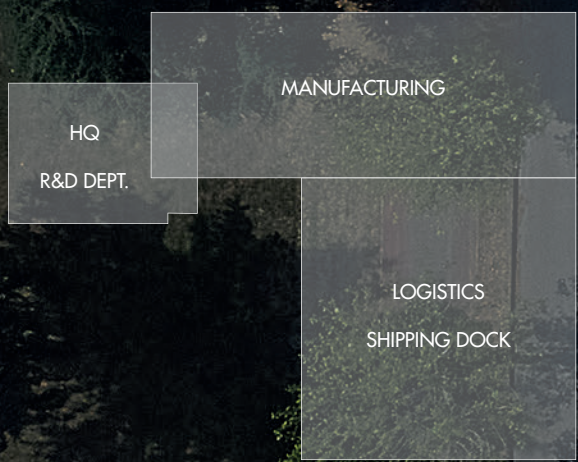 MANUFACTURING
HQ
R&D DEPT.
LOGISTICS
SHIPPING DOCK